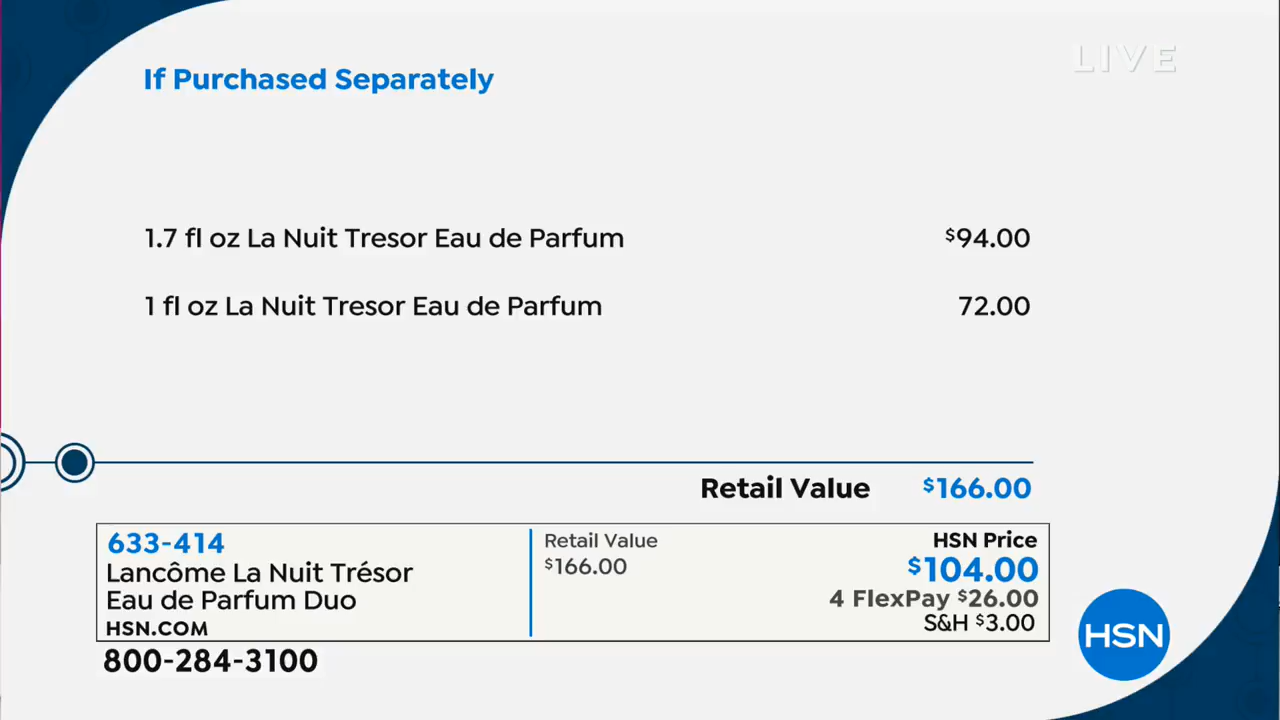 LIVE
If Purchased Separately
1.7 fl oz La Nuit Tresor Eau de Parfum $94.00
1 fl oz La Nuit Tresor Eau de Parfum 72.00
Retail Value $166.00
633-414
Lancôme La Nuit Trésor
Eau de Parfum Duo
HSN.COM
Retail Value
$166.00
HSN Price
$104.00
4 FlexPay $26.00
S&H $3.00
800-284-3100
HSN